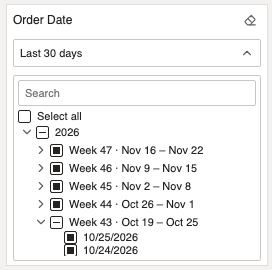 Order Date
Last 30 days
Search
Select all
2026
Week 47 · Nov 16 – Nov 22
Week 46 · Nov 9 – Nov 15
Week 45 · Nov 2 – Nov 8
Week 44 · Oct 26 – Nov 1
Week 43 · Oct 19 – Oct 25
10/25/2026
10/24/2026